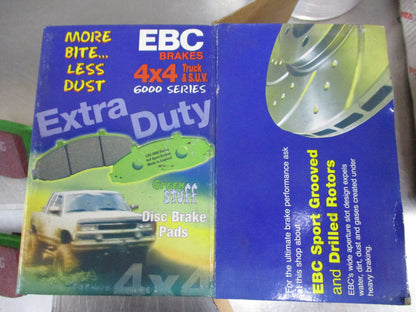 MORE
BITE...
LESS
DUST
EBC
BRAKES
4x4 Truck
& S.U.V.
6000 SERIES
Extra Duty
Green
STUFF
Disc Brake
Pads
4x4
For the ultimate brake performance ask
at this shop about
EBC Sport Grooved
and Drilled Rotors
EBC's wide aperture slot design expels
water, dirt, dust and gases created under
heavy braking.